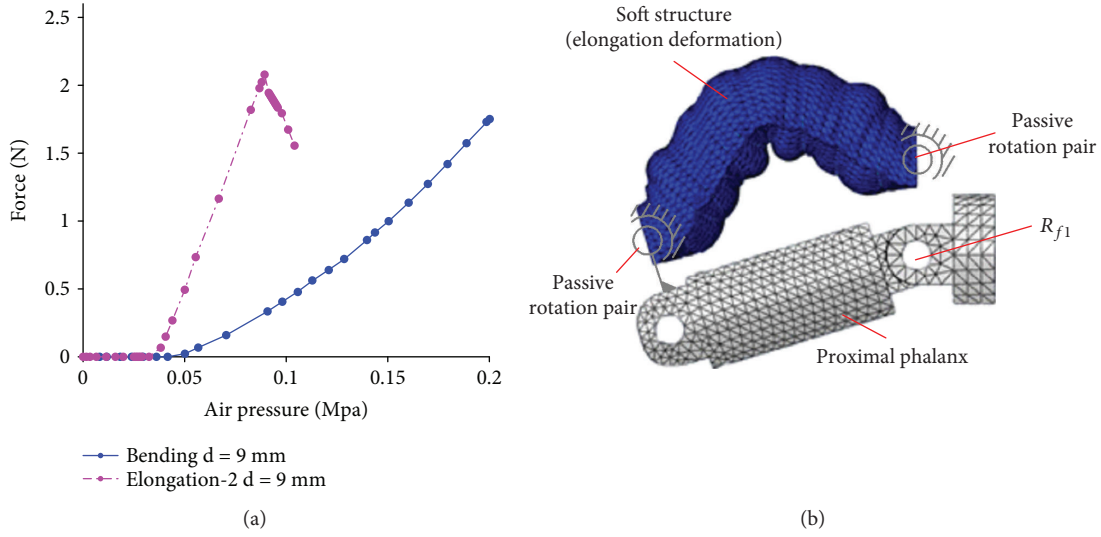 2.5
2
1.5
1
0.5
0
Force (N)
0
0.05
0.1
0.15
0.2
Air pressure (Mpa)
Bending d = 9 mm
Elongation-2 d = 9 mm
(a)
Soft structure
(elongation deformation)
Passive
rotation pair
R_{f1}
Passive
rotation pair
Proximal phalanx
(b)